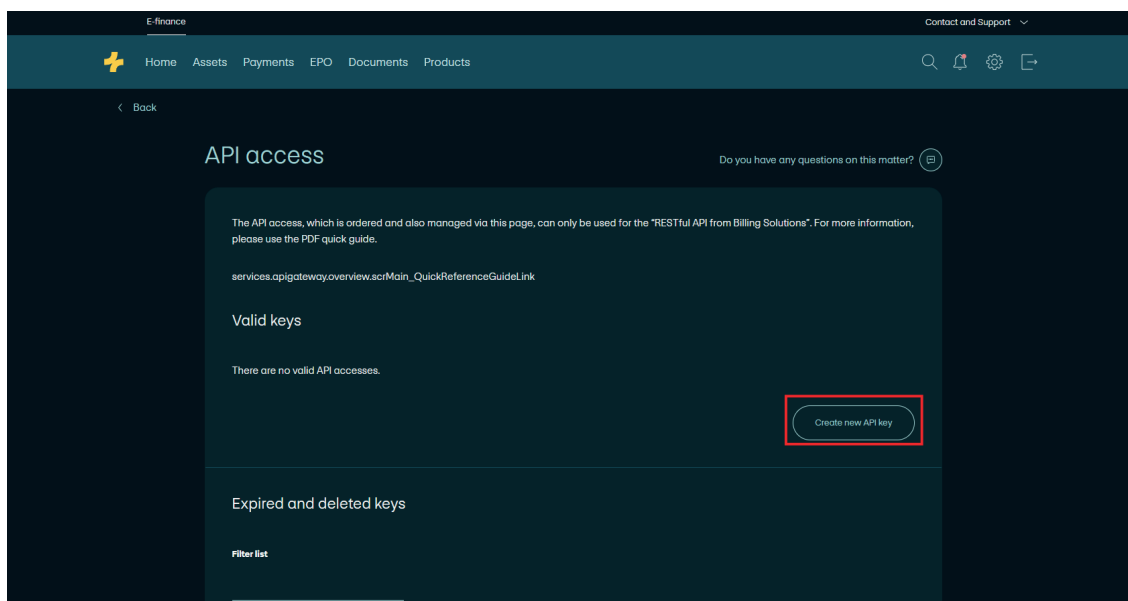 E-finance
Contact and Support
Home Assets Payments EPO Documents Products
Back
API access
Do you have any questions on this matter?
The API access, which is ordered and also managed via this page, can only be used for the "RESTful API from Billing Solutions". For more information,
please use the PDF quick guide.
services.apigateway.overview.scrMain_QuickReferenceGuideLink
Valid keys
There are no valid API accesses.
Create new API key
Expired and deleted keys
Filter list